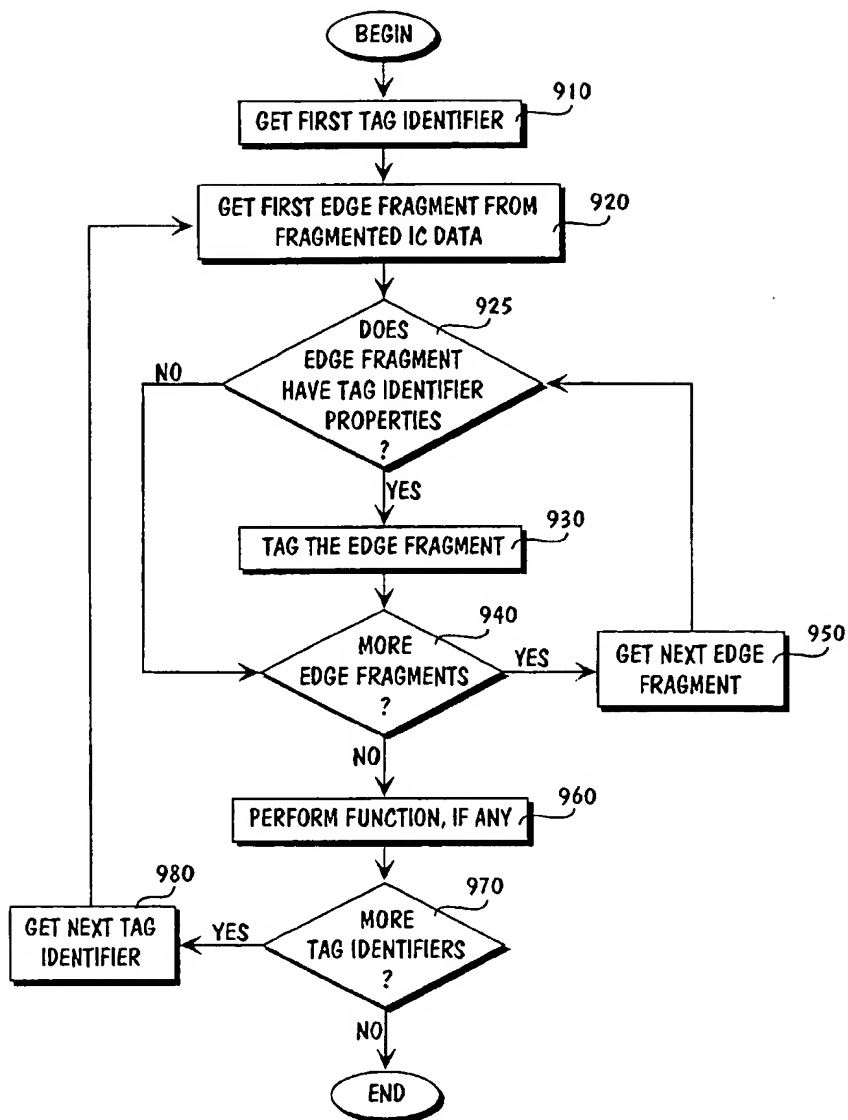 BEGIN
910
GET FIRST TAG IDENTIFIER
GET FIRST EDGE FRAGMENT FROM
FRAGMENTED IC DATA
920
925
DOES
EDGE FRAGMENT
HAVE TAG IDENTIFIER
PROPERTIES
?
NO
YES
930
TAG THE EDGE FRAGMENT
940
MORE
EDGE FRAGMENTS
?
YES
GET NEXT EDGE
FRAGMENT
950
NO
PERFORM FUNCTION, IF ANY
960
970
MORE
TAG IDENTIFIERS
?
YES
980
GET NEXT TAG
IDENTIFIER
NO
END